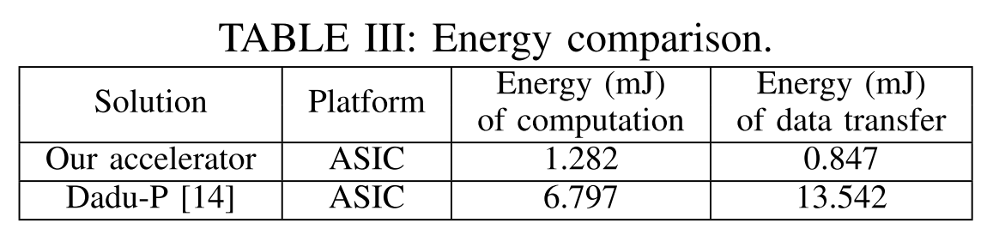 TABLE III: Energy comparison.
Solution Platform Energy (mJ) of computation Energy (mJ) of data transfer
Our accelerator ASIC 1.282 0.847
Dadu-P [14] ASIC 6.797 13.542